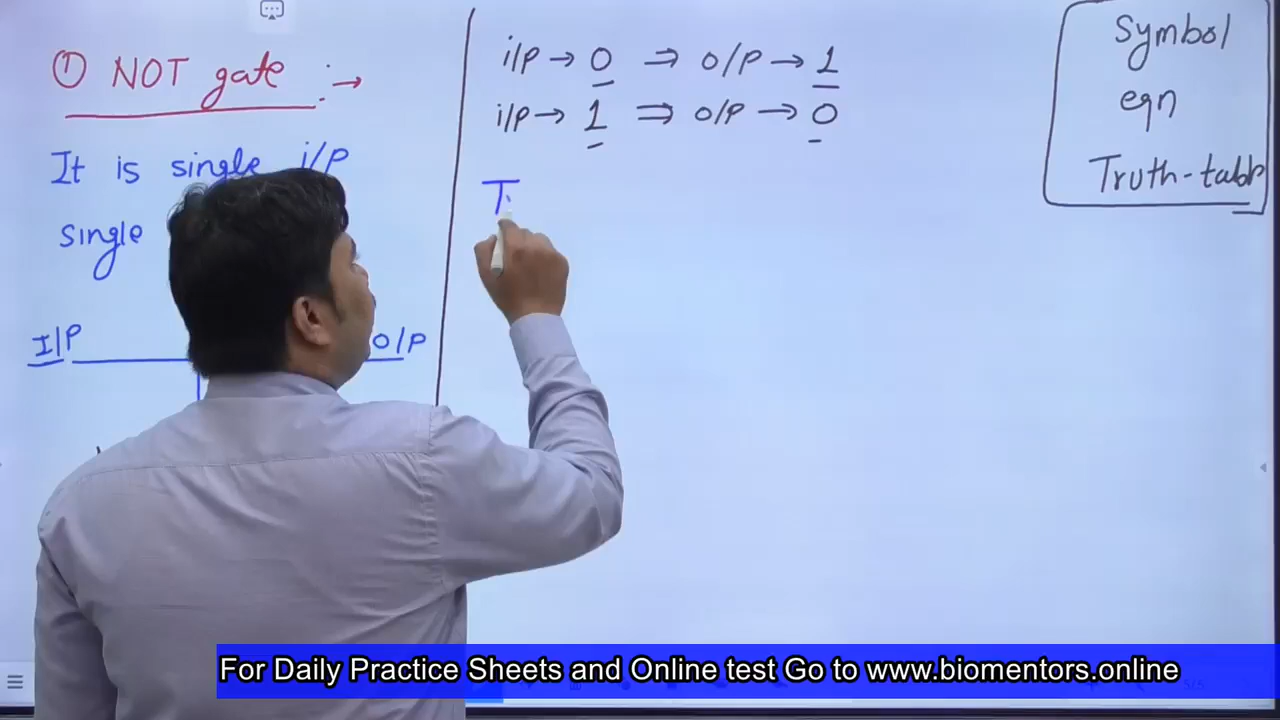 ① NOT gate :→
It is single i/p
single
I/P O/P
i/p → 0 ⇒ o/p → 1
i/p → 1 ⇒ o/p → 0
T
Symbol
eqn
Truth-table
For Daily Practice Sheets and Online test Go to www.biomentors.online